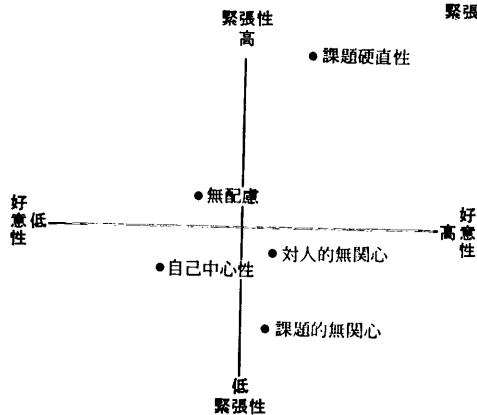 緊張
緊張性
高
課題硬直性
無配慮
好意性
低
高
好意性
対人的無関心
自己中心性
課題的無関心
低
緊張性